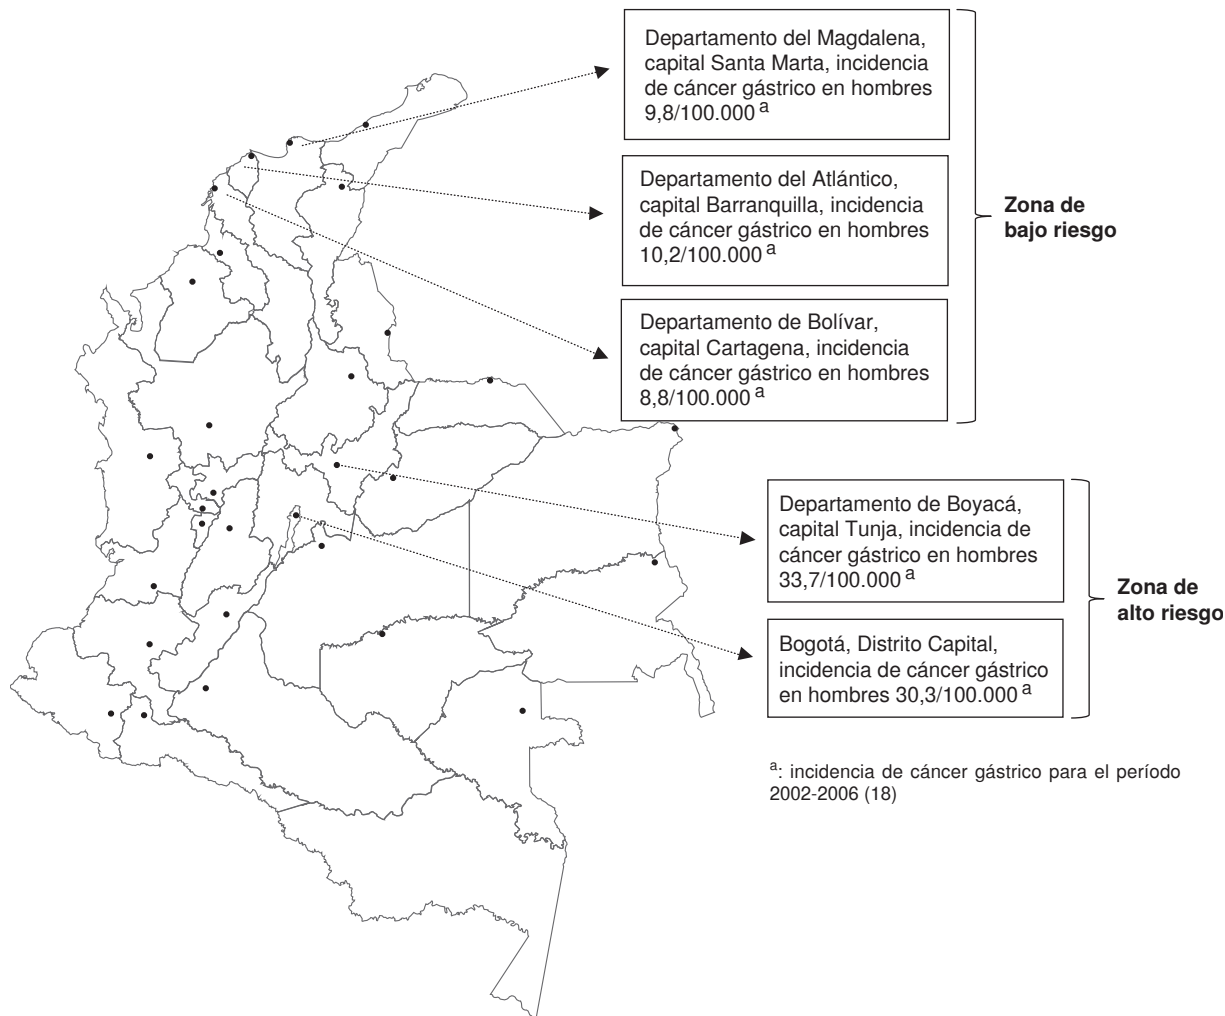 Departamento del Magdalena,
capital Santa Marta, incidencia
de cáncer gástrico en hombres
9,8/100.000 a
Departamento del Atlántico,
capital Barranquilla, incidencia
de cáncer gástrico en hombres
10,2/100.000 a
Zona de
bajo riesgo
Departamento de Bolívar,
capital Cartagena, incidencia
de cáncer gástrico en hombres
8,8/100.000 a
Departamento de Boyacá,
capital Tunja, incidencia de
cáncer gástrico en hombres
33,7/100.000 a
Zona de
alto riesgo
Bogotá, Distrito Capital,
incidencia de cáncer gástrico
en hombres 30,3/100.000 a
a: incidencia de cáncer gástrico para el período
2002-2006 (18)